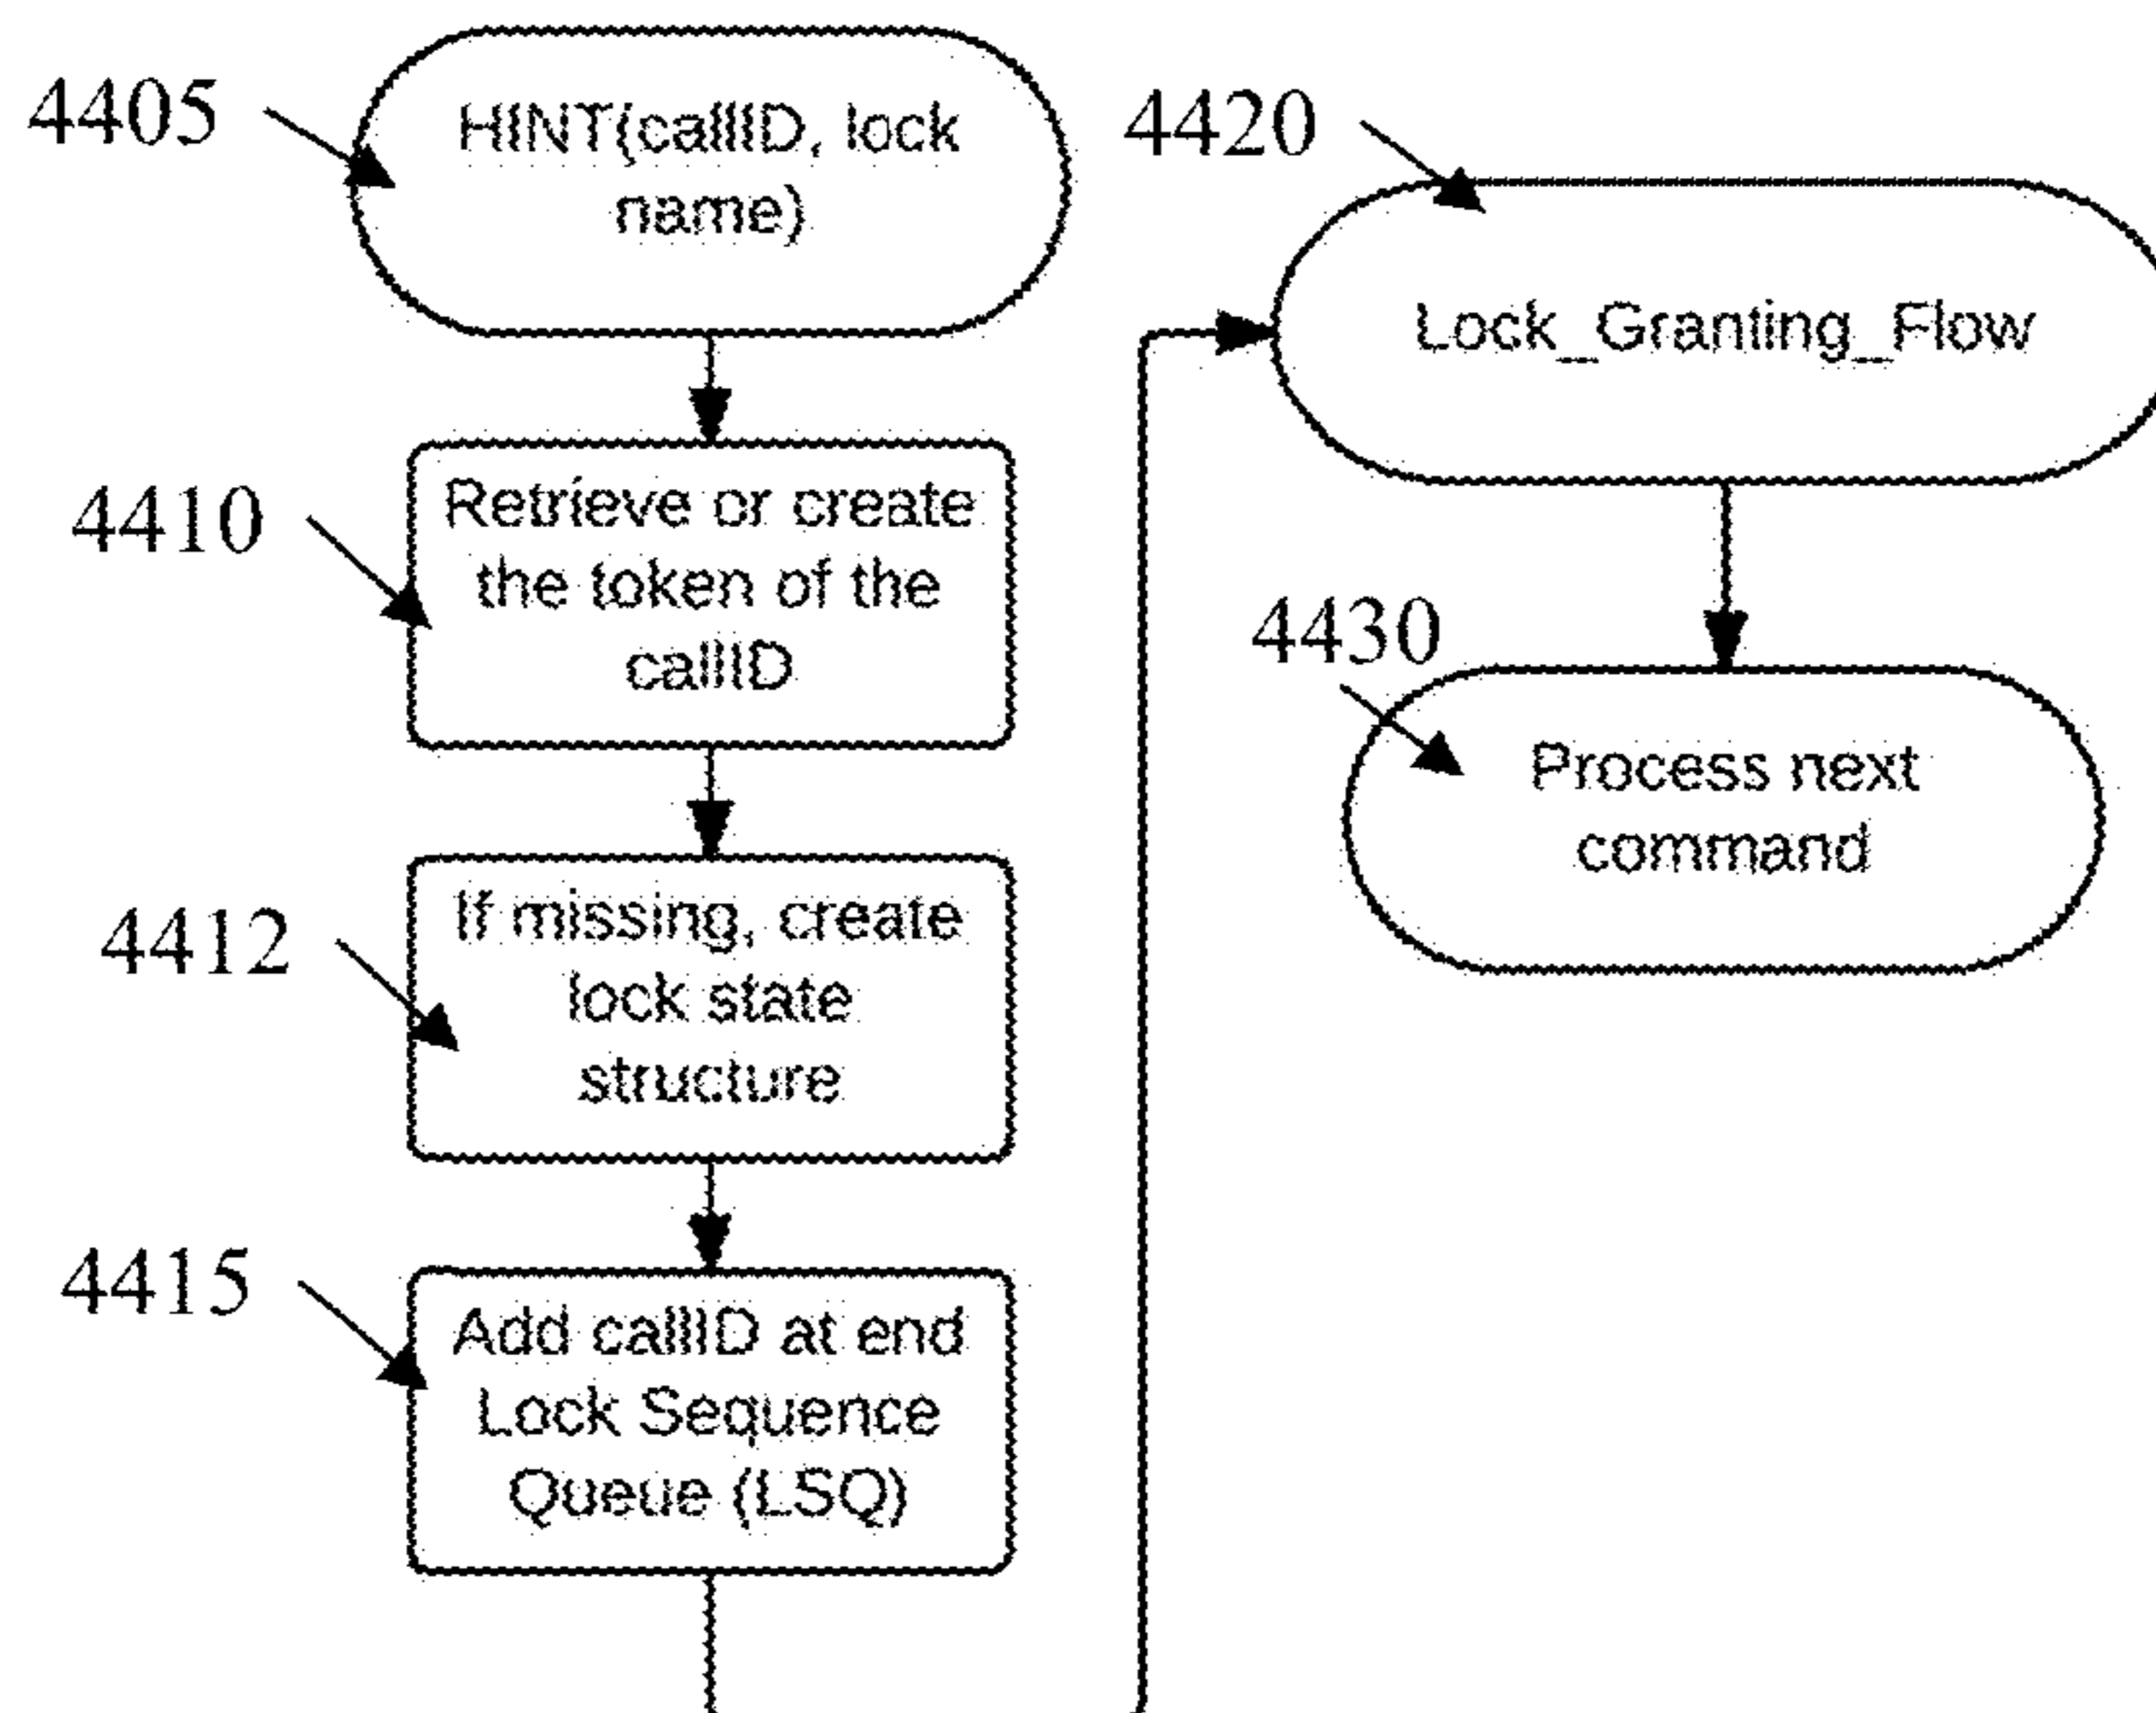 4405
HINT(callID, lock
name)
4410
Retrieve or create
the token of the
callID
4412
If missing, create
lock state
structure
4415
Add callID at end
Lock Sequence
Queue (LSQ)
4420
Lock_Granting_Flow
4430
Process next
command